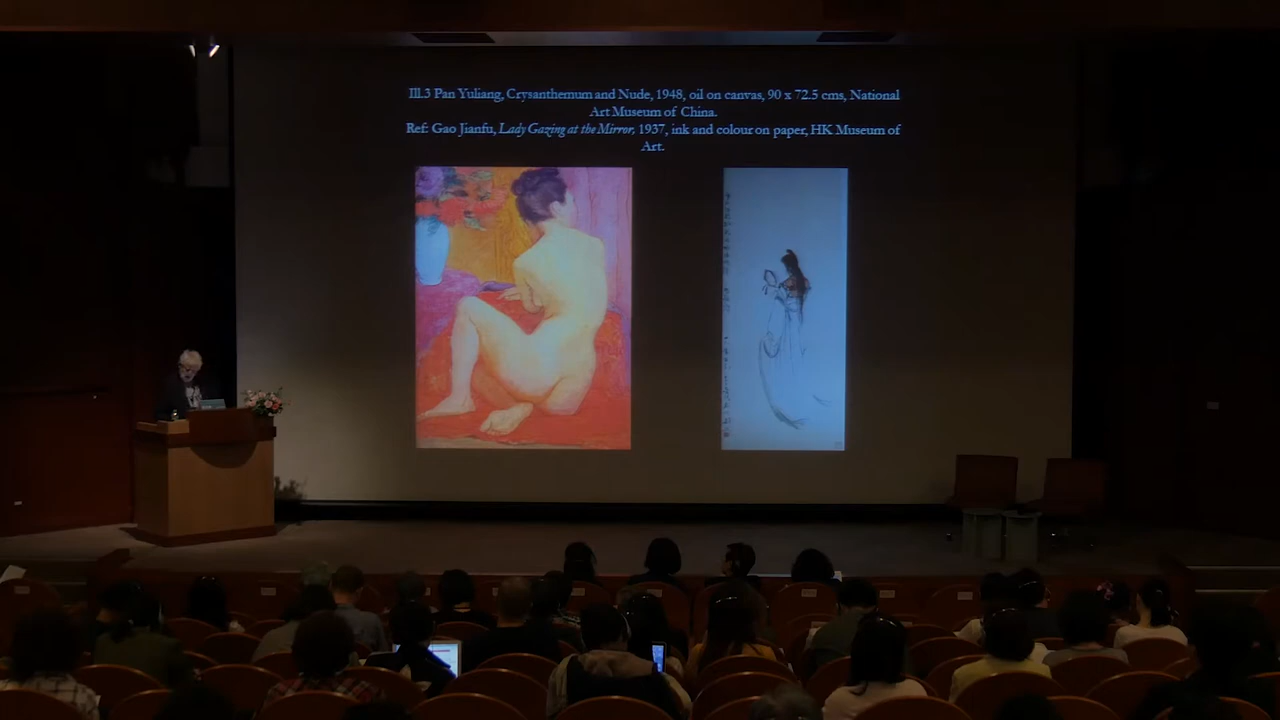 Ill.3 Pan Yuliang, Crysanthemum and Nude, 1948, oil on canvas, 90 x 72.5 cms, National
Art Museum of China.
Ref: Gao Jianfu, Lady Gazing at the Mirror, 1937, ink and colour on paper, HK Museum of
Art.